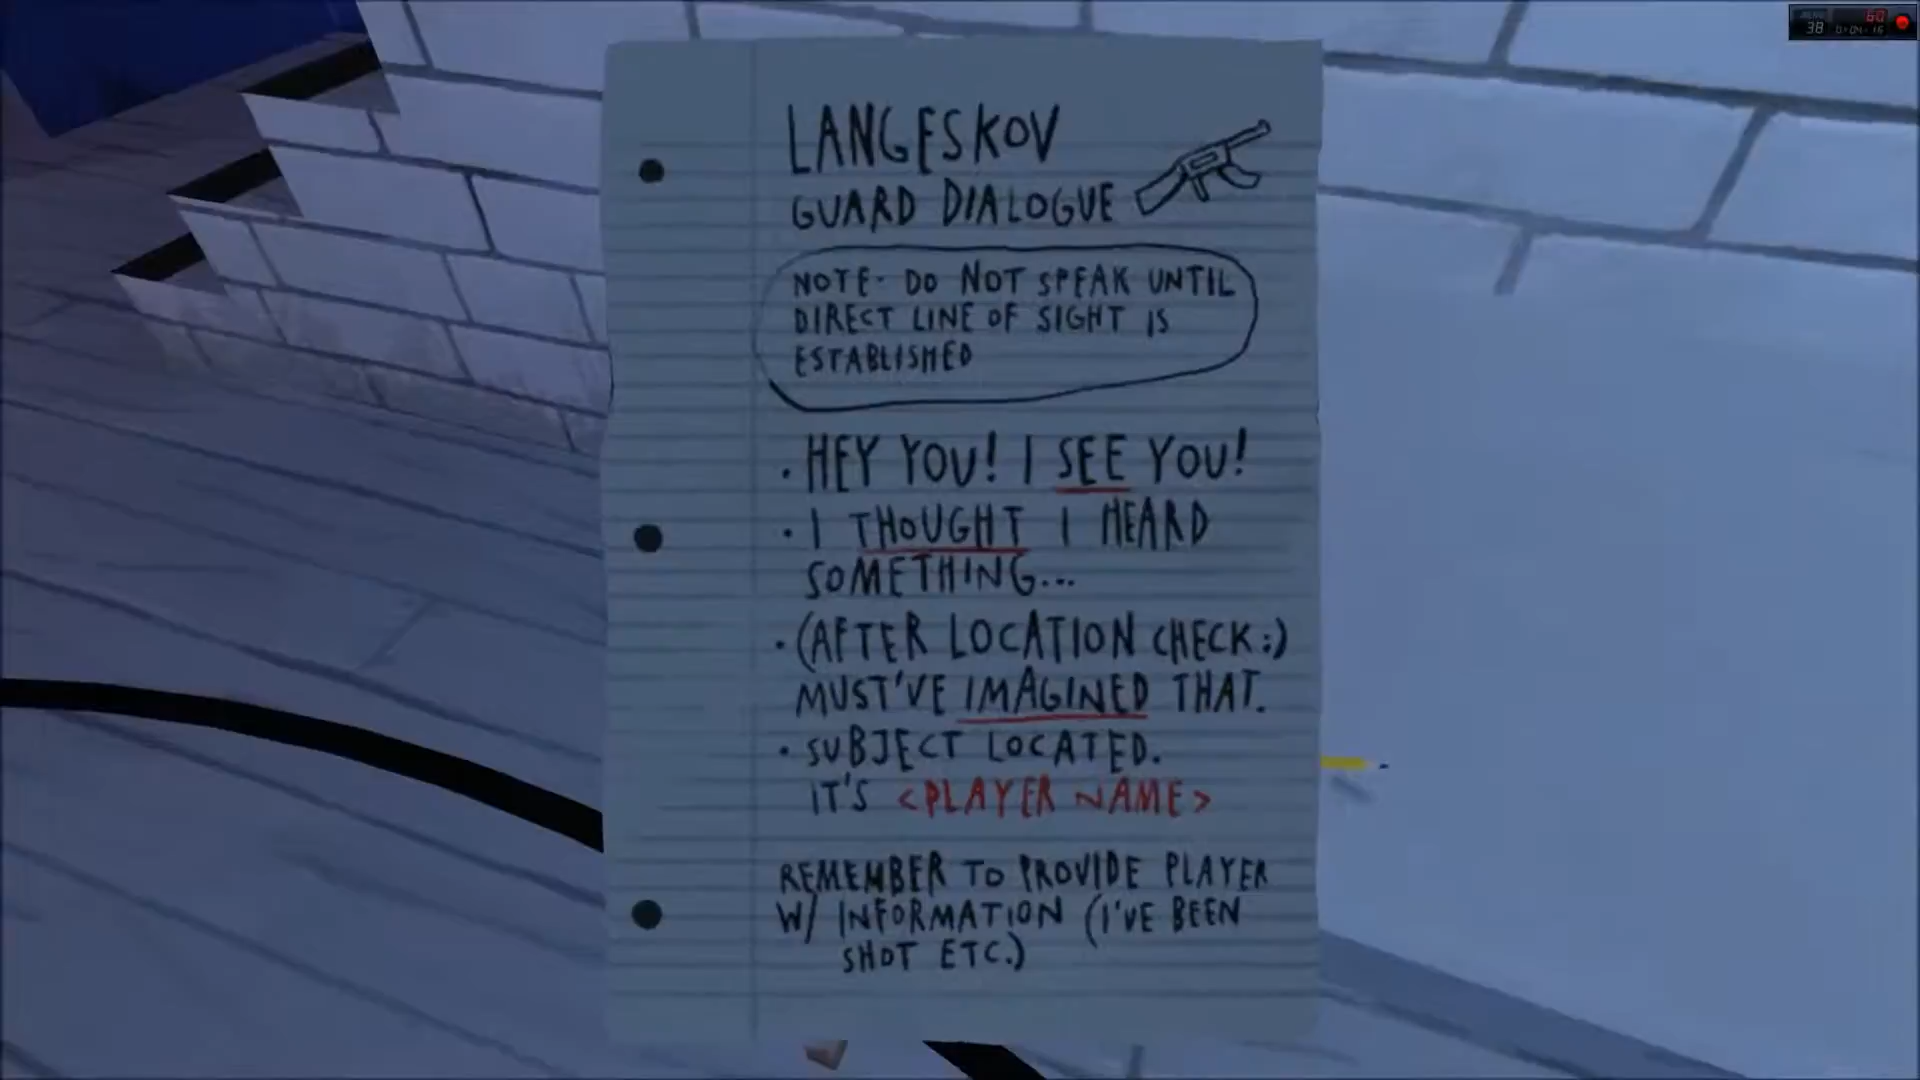 LANGESKOV
GUARD DIALOGUE
NOTE- DO NOT SPEAK UNTIL
DIRECT LINE OF SIGHT IS
ESTABLISHED
· HEY YOU! I SEE YOU!
· I THOUGHT I HEARD
SOMETHING...
· (AFTER LOCATION CHECK:)
MUST'VE IMAGINED THAT.
· SUBJECT LOCATED.
IT'S <PLAYER NAME>
REMEMBER TO PROVIDE PLAYER
W/ INFORMATION (I'VE BEEN
SHOT ETC.)
60
38